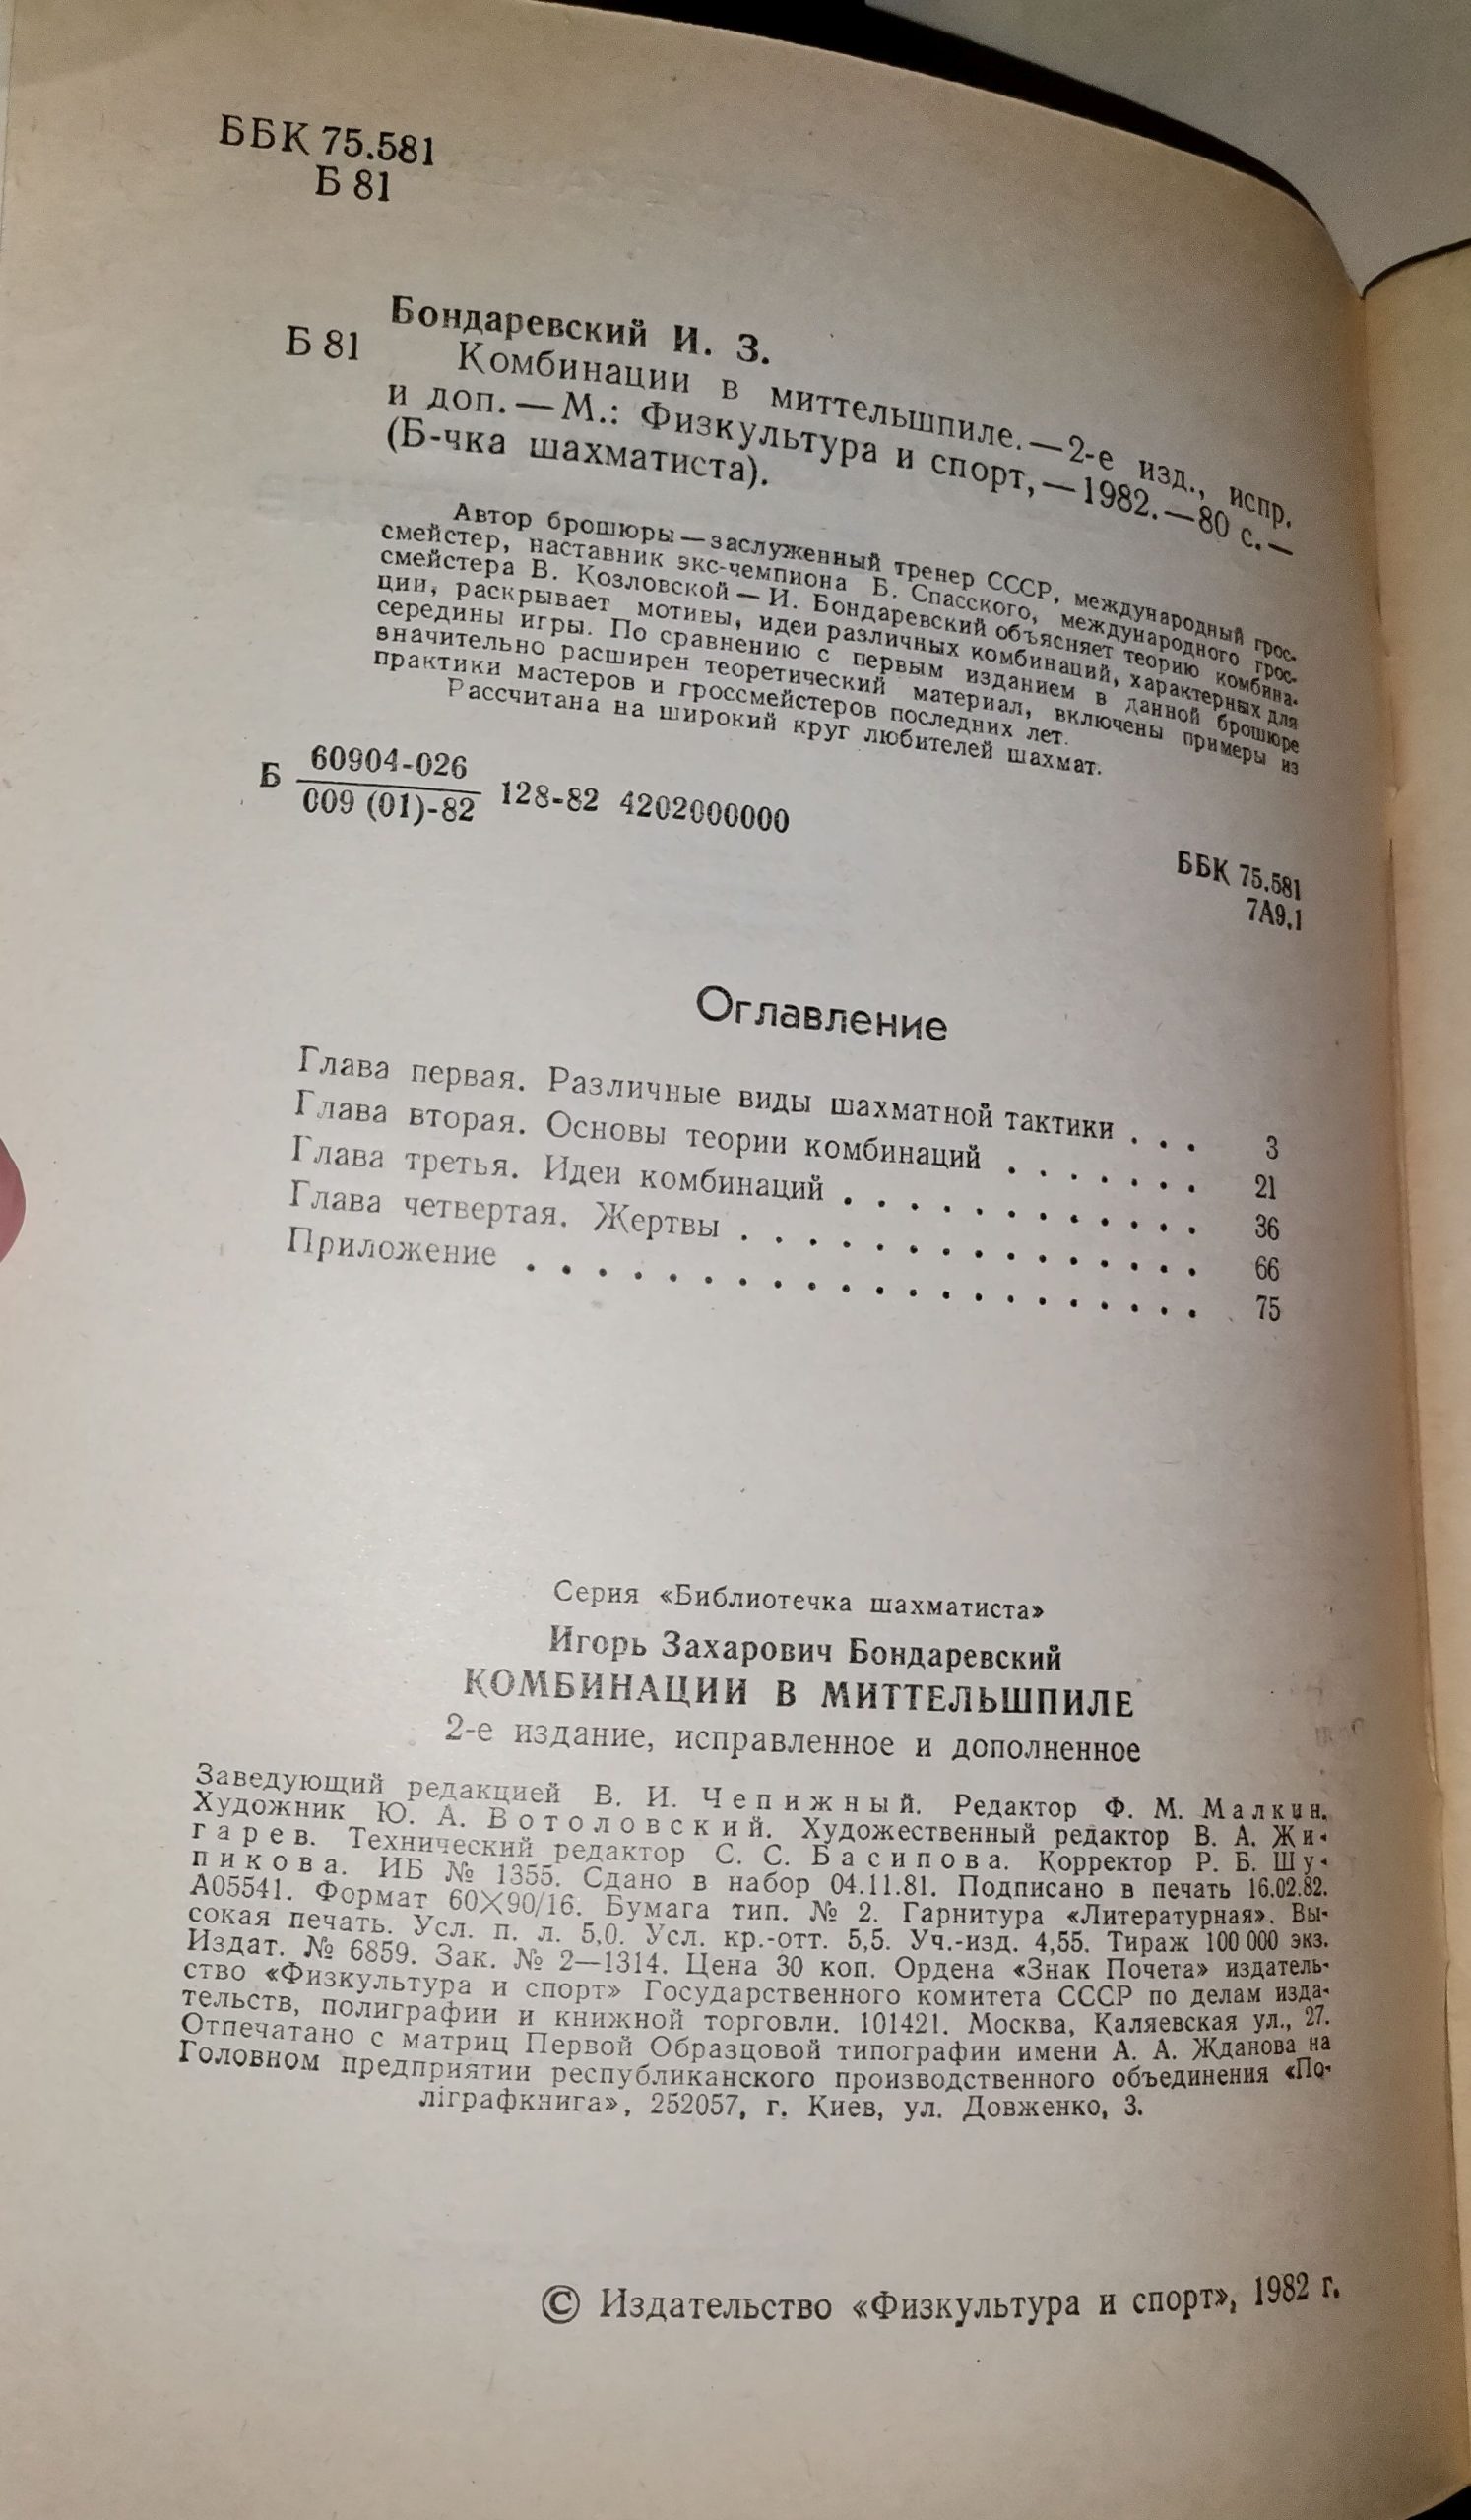 ББК 75.581
Б 81
Бондаревский И. З.
Б 81 Комбинации в миттельшпиле. — 2-е изд., испр.
и доп. — М.: Физкультура и спорт, — 1982. — 80 с. —
(Б-чка шахматиста).
Автор брошюры — заслуженный тренер СССР, международный грос-
смейстер, наставник экс-чемпиона Б. Спасского, международного грос-
смейстера В. Козловской — И. Бондаревский объясняет теорию комбина-
ции, раскрывает мотивы, идеи различных комбинаций, характерных для
середины игры. По сравнению с первым изданием в данной брошюре
значительно расширен теоретический материал, включены примеры из
практики мастеров и гроссмейстеров последних лет.
Рассчитана на широкий круг любителей шахмат.
Б 60904-026
009 (01)-82 128-82 4202000000
ББК 75.581
7А9.1
Оглавление
Глава первая. Различные виды шахматной тактики . . . 3
Глава вторая. Основы теории комбинаций . . . . . . 21
Глава третья. Идеи комбинаций . . . . . . . . . . . 36
Глава четвертая. Жертвы . . . . . . . . . . . . . . 66
Приложение . . . . . . . . . . . . . . . . . . . . 75
Серия «Библиотечка шахматиста»
Игорь Захарович Бондаревский
КОМБИНАЦИИ В МИТТЕЛЬШПИЛЕ
2-е издание, исправленное и дополненное
Заведующий редакцией В. И. Чепижный. Редактор Ф. М. Малкин.
Художник Ю. А. Вотоловский. Художественный редактор В. А. Жи-
гарев. Технический редактор С. С. Басипова. Корректор Р. Б. Шу-
пикова. ИБ № 1355. Сдано в набор 04.11.81. Подписано в печать 16.02.82.
А05541. Формат 60×90/16. Бумага тип. № 2. Гарнитура «Литературная». Вы-
сокая печать. Усл. п. л. 5,0. Усл. кр.-отт. 5,5. Уч.-изд. 4,55. Тираж 100 000 экз.
Издат. № 6859. Зак. № 2—1314. Цена 30 коп. Ордена «Знак Почета» издатель-
ство «Физкультура и спорт» Государственного комитета СССР по делам изда-
тельств, полиграфии и книжной торговли. 101421. Москва, Каляевская ул., 27.
Отпечатано с матриц Первой Образцовой типографии имени А. А. Жданова на
Головном предприятии республиканского производственного объединения «По-
ліграфкнига», 252057, г. Киев, ул. Довженко, 3.
© Издательство «Физкультура и спорт», 1982 г.